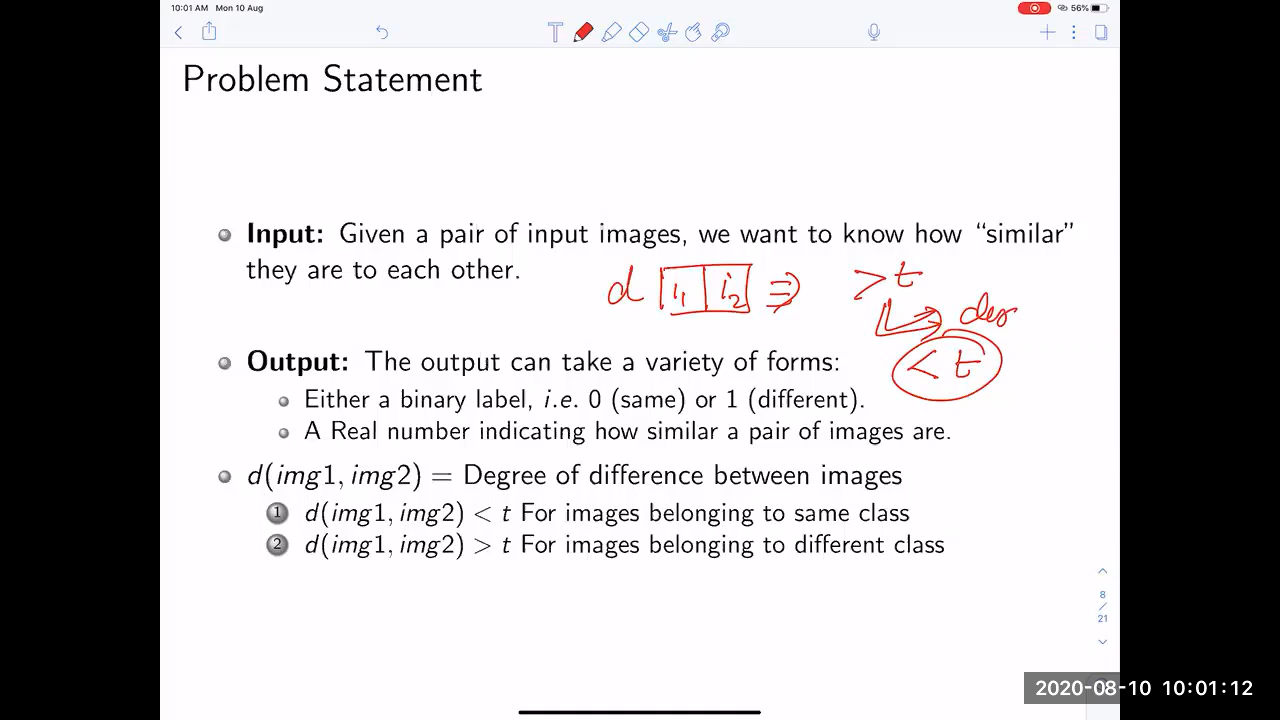 10:01 AM Mon 10 Aug
56%
Problem Statement
Input: Given a pair of input images, we want to know how “similar”
they are to each other.
d i1 i2 ⇒ > t
< t
Output: The output can take a variety of forms:
Either a binary label, i.e. 0 (same) or 1 (different).
A Real number indicating how similar a pair of images are.
d(img1, img2) = Degree of difference between images
1 d(img1, img2) < t For images belonging to same class
2 d(img1, img2) > t For images belonging to different class
8
/
21
2020-08-10 10:01:12